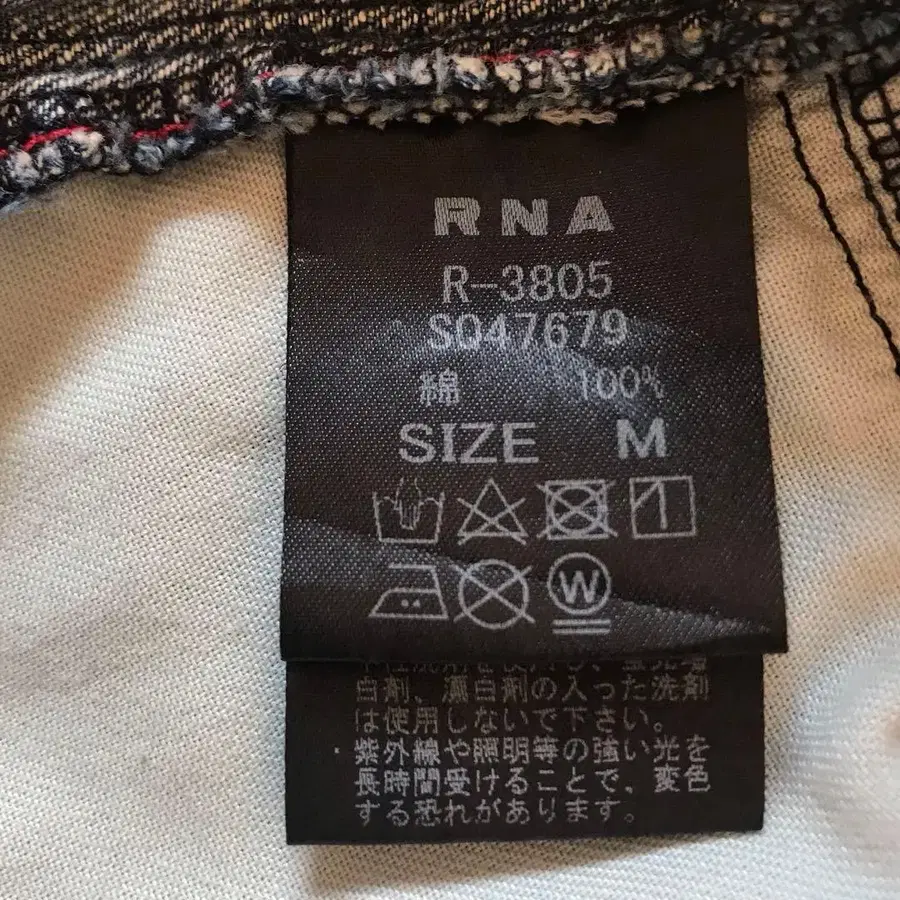 RNA
R-3805
S047679
綿 100%
SIZE M
W
白剤、漂白剤の入った洗剤
は使用しないで下さい。
・紫外線や照明等の強い光を
長時間受けることで、変色
する恐れがあります。